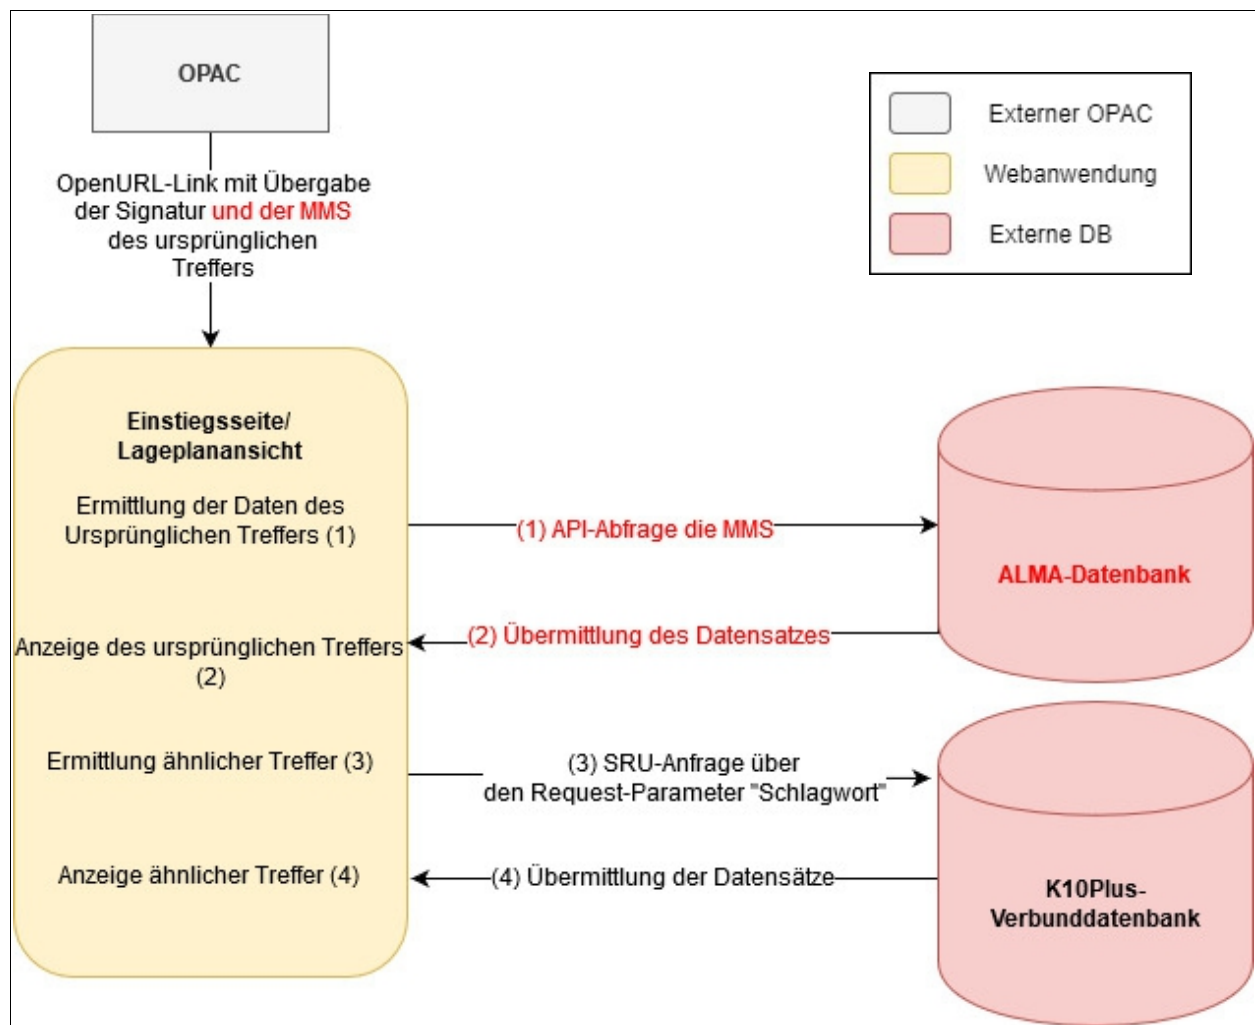 OPAC
Externer OPAC
Webanwendung
Externe DB
OpenURL-Link mit Übergabe
der Signatur und der MMS
des ursprünglichen
Treffers
Einstiegsseite/
Lageplanansicht
Ermittlung der Daten des
Ursprünglichen Treffers (1)
(1) API-Abfrage die MMS
ALMA-Datenbank
Anzeige des ursprünglichen Treffers
(2)
(2) Übermittlung des Datensatzes
Ermittlung ähnlicher Treffer (3)
(3) SRU-Anfrage über
den Request-Parameter "Schlagwort"
Anzeige ähnlicher Treffer (4)
(4) Übermittlung der Datensätze
K10Plus-
Verbunddatenbank